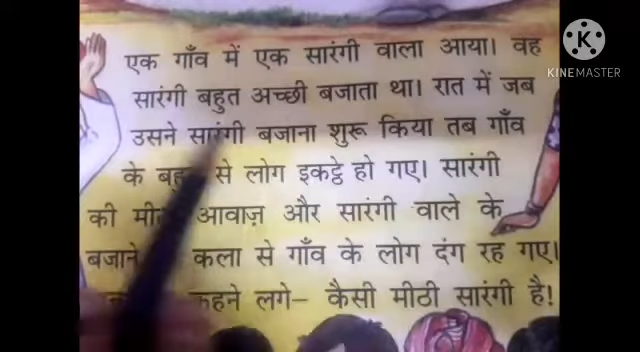 एक गाँव में एक सारंगी वाला आया। वह
सारंगी बहुत अच्छी बजाता था। रात में जब
उसने सारंगी बजाना शुरू किया तब गाँव
के से लोग इकट्ठे हो गए। सारंगी
की आवाज़ और सारंगी वाले के
बजाने कला से गाँव के लोग दंग रह गए।
कहने लगे– कैसी मीठी सारंगी है!
K
KINEMASTER